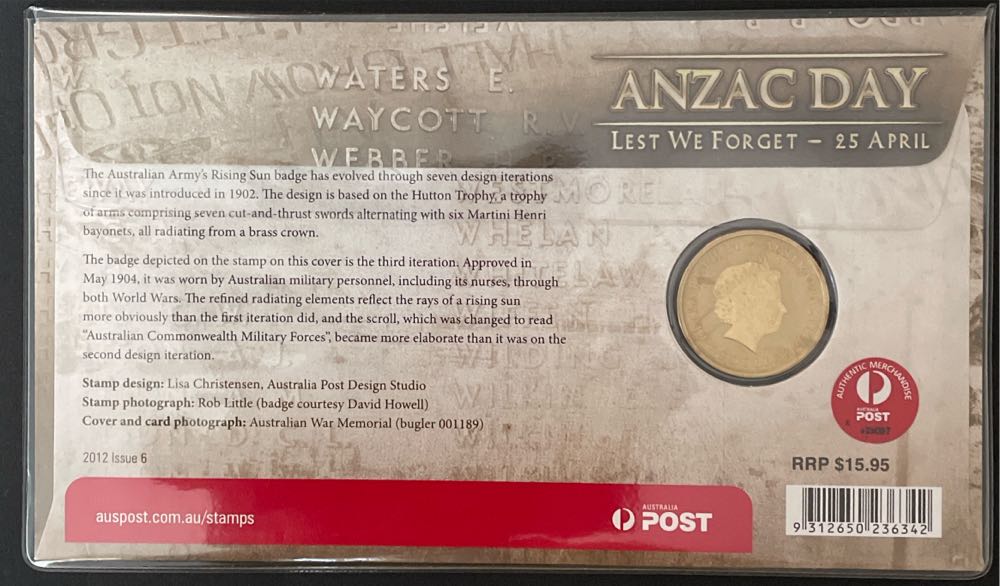 WATERS E.
WAYCOTT R.V
WEBBER H.P.
WESTMORE
WHELAN
WHITELAW
ANZAC DAY
LEST WE FORGET – 25 APRIL
The Australian Army's Rising Sun badge has evolved through seven design iterations
since it was introduced in 1902. The design is based on the Hutton Trophy, a trophy
of arms comprising seven cut-and-thrust swords alternating with six Martini Henri
bayonets, all radiating from a brass crown.
The badge depicted on the stamp on this cover is the third iteration. Approved in
May 1904, it was worn by Australian military personnel, including its nurses, through
both World Wars. The refined radiating elements reflect the rays of a rising sun
more obviously than the first iteration did, and the scroll, which was changed to read
"Australian Commonwealth Military Forces", became more elaborate than it was on the
second design iteration.
Stamp design: Lisa Christensen, Australia Post Design Studio
Stamp photograph: Rob Little (badge courtesy David Howell)
Cover and card photograph: Australian War Memorial (bugler 001189)
2012 Issue 6
auspost.com.au/stamps
AUSTRALIA
POST
AUTHENTIC MERCHANDISE
AUSTRALIA
POST
RRP $15.95
9 312650 236342